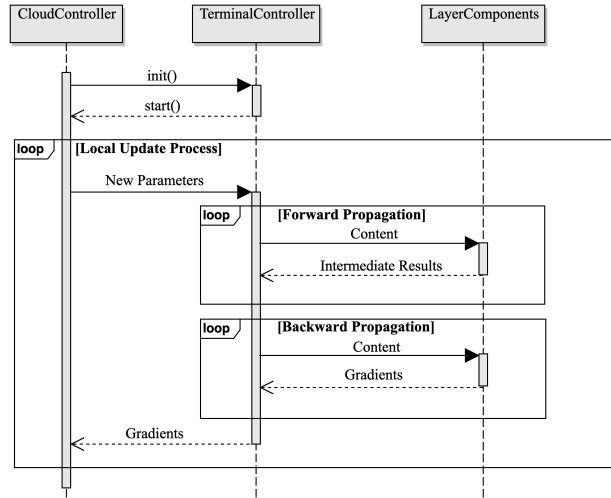 CloudController
TerminalController
LayerComponents
init()
start()
loop
[Local Update Process]
New Parameters
loop
[Forward Propagation]
Content
Intermediate Results
loop
[Backward Propagation]
Content
Gradients
Gradients